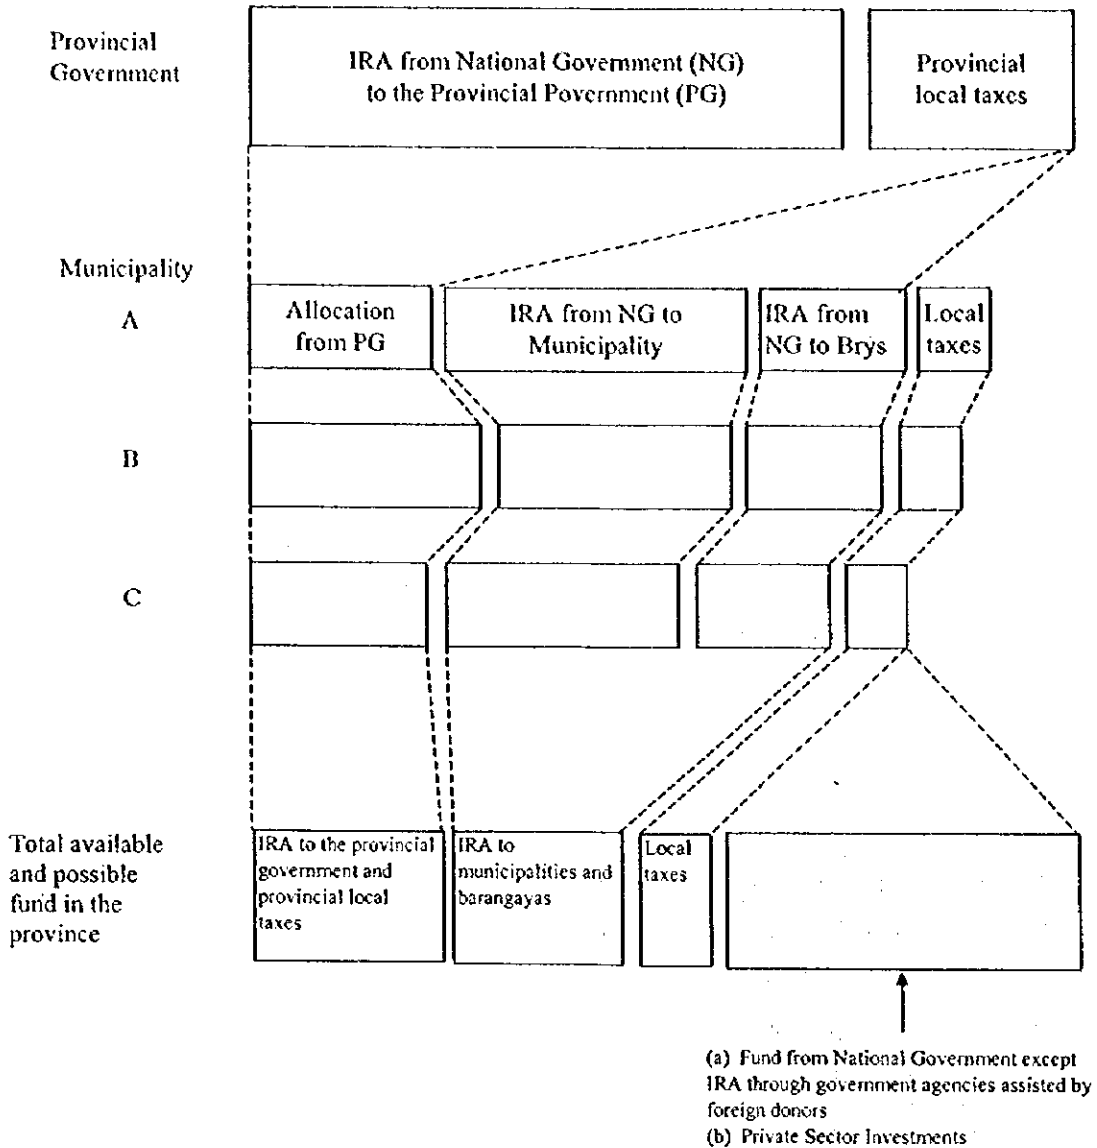 Provincial
Government
IRA from National Government (NG)
to the Provincial Povernment (PG)
Provincial
local taxes
Municipality
A
Allocation
from PG
IRA from NG to
Municipality
IRA from
NG to Brys
Local
taxes
B
C
Total available
and possible
fund in the
province
IRA to the provincial
government and
provincial local
taxes
IRA to
municipalities and
barangayas
Local
taxes
(a) Fund from National Government except
IRA through government agencies assisted by
foreign donors
(b) Private Sector Investments